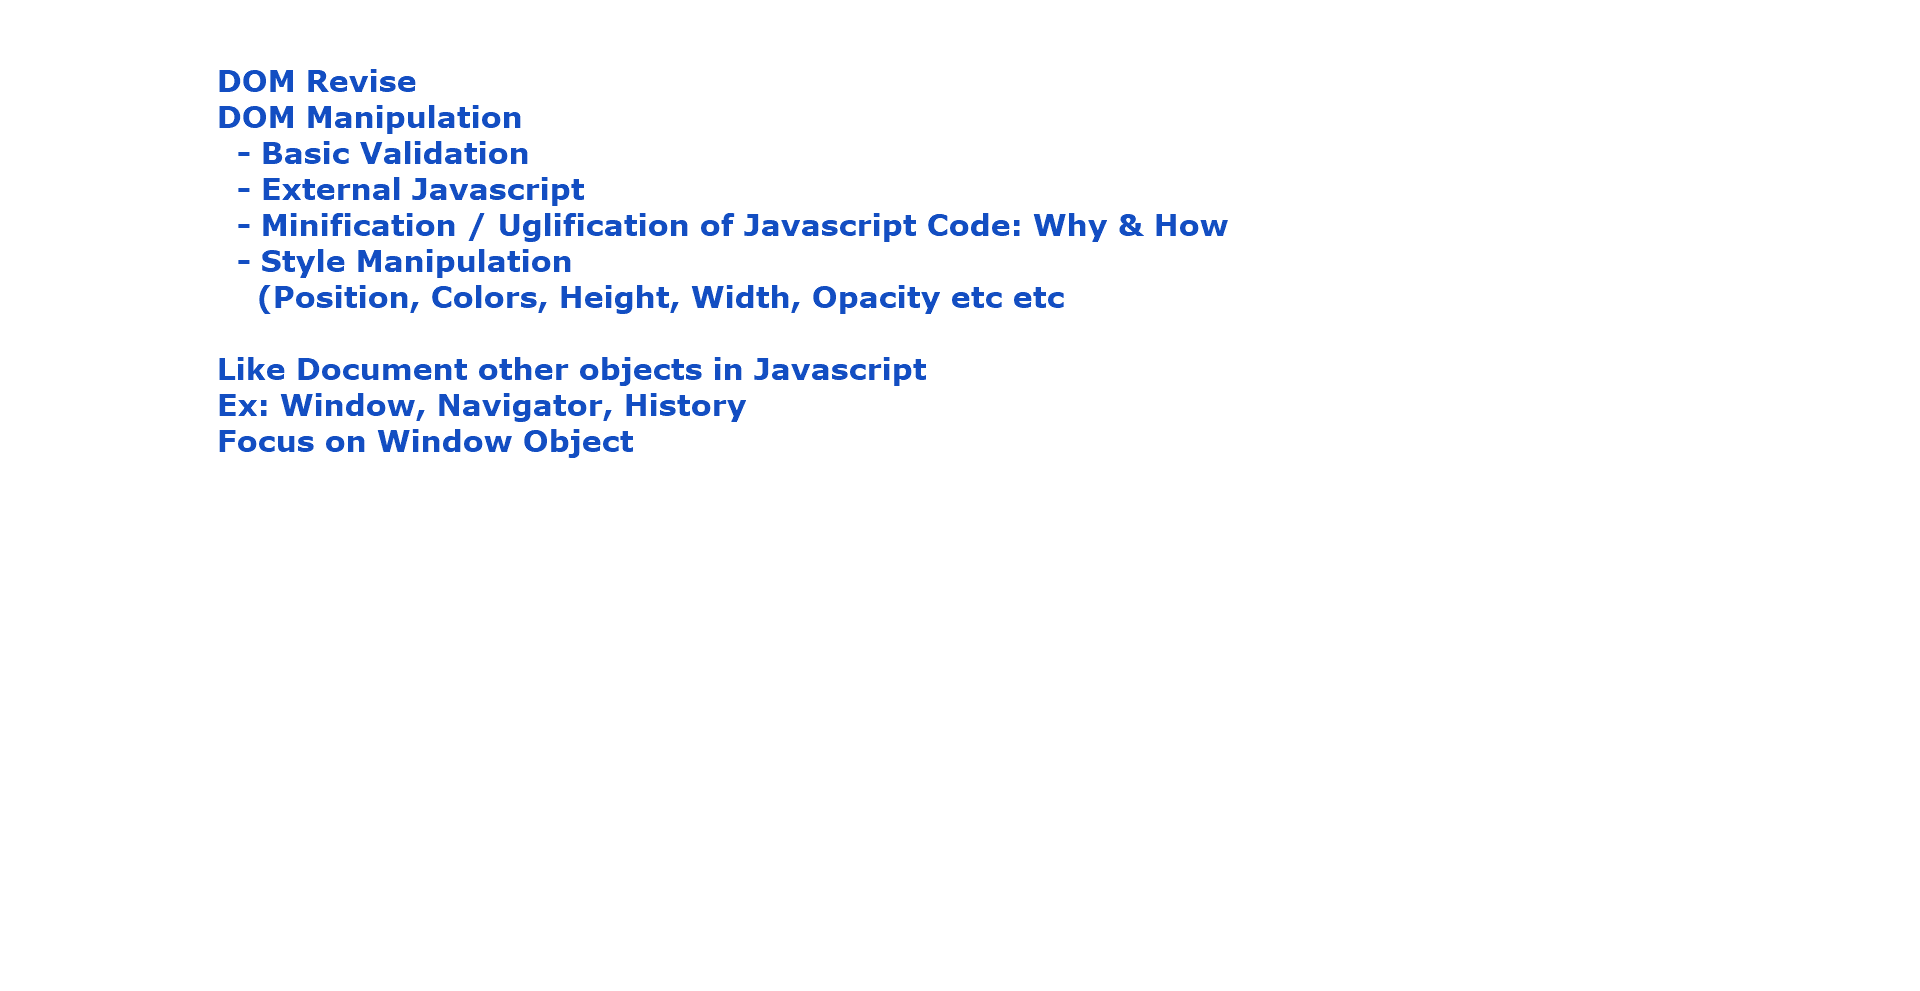 DOM Revise
DOM Manipulation
- Basic Validation
- External Javascript
- Minification / Uglification of Javascript Code: Why & How
- Style Manipulation
(Position, Colors, Height, Width, Opacity etc etc
Like Document other objects in Javascript
Ex: Window, Navigator, History
Focus on Window Object